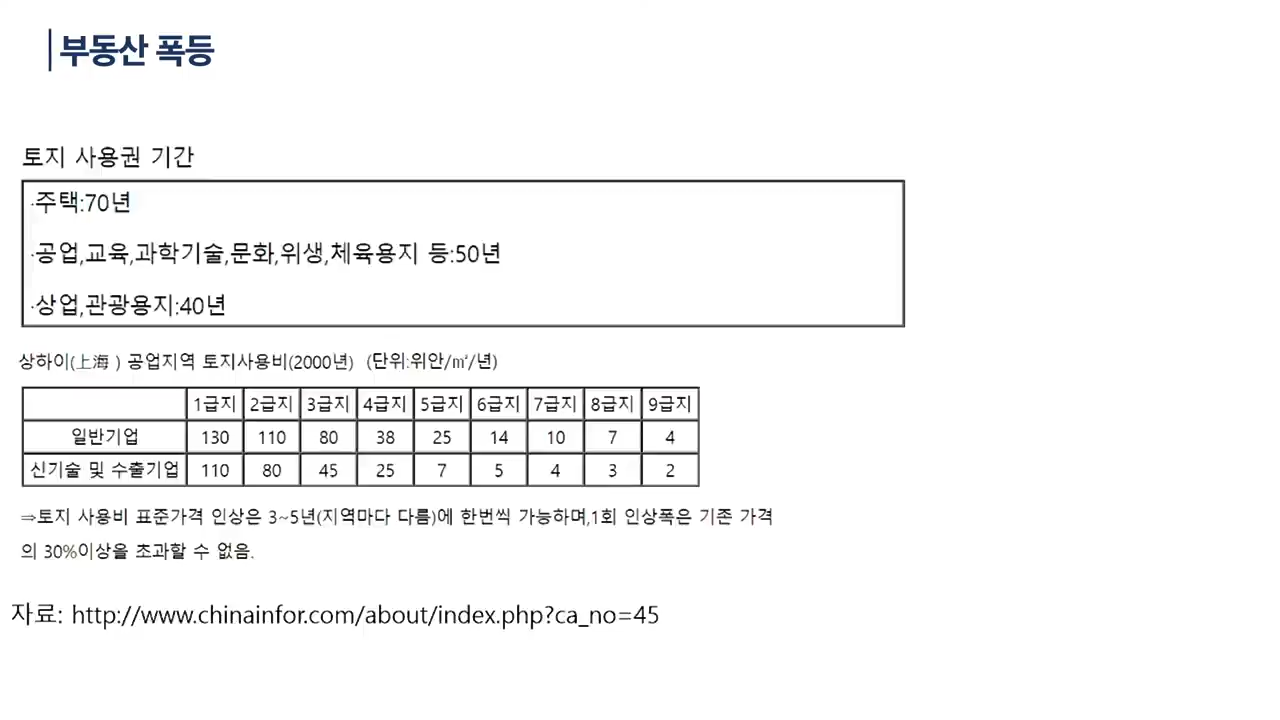 부동산 폭등
토지 사용권 기간
·주택:70년
·공업,교육,과학기술,문화,위생,체육용지 등:50년
·상업,관광용지:40년
상하이(上海 ) 공업지역 토지사용비(2000년) (단위:위안/㎡/년)
1급지 2급지 3급지 4급지 5급지 6급지 7급지 8급지 9급지
일반기업 130 110 80 38 25 14 10 7 4
신기술 및 수출기업 110 80 45 25 7 5 4 3 2
⇒토지 사용비 표준가격 인상은 3~5년(지역마다 다름)에 한번씩 가능하며,1회 인상폭은 기존 가격
의 30%이상을 초과할 수 없음.
자료: http://www.chinainfor.com/about/index.php?ca_no=45